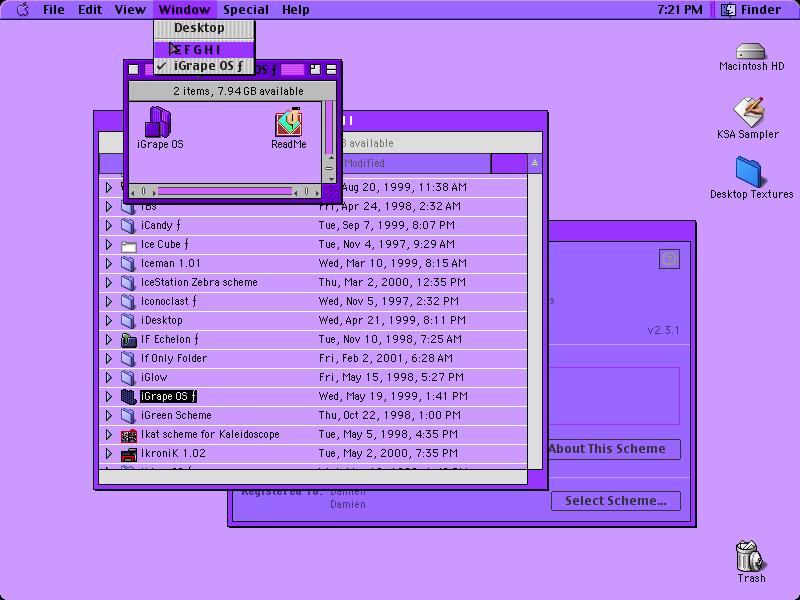 File Edit View Window Special Help 7:21 PM Finder
Desktop
E F G H I
✓ iGrape OS ƒ
OS ƒ
2 items, 7.94 GB available
iGrape OS
ReadMe
0 0
I
available
Modified
Aug 20, 1999, 11:38 AM
Fri, Apr 24, 1998, 2:32 AM
iCandy ƒ Tue, Sep 7, 1999, 8:07 PM
Ice Cube ƒ Tue, Nov 4, 1997, 9:29 AM
Iceman 1.01 Wed, Mar 10, 1999, 8:15 AM
IceStation Zebra scheme Thu, Mar 2, 2000, 12:35 PM
Iconoclast ƒ Wed, Nov 5, 1997, 2:32 PM
iDesktop Wed, Apr 21, 1999, 8:11 PM
IF Echelon ƒ Tue, Nov 10, 1998, 7:25 AM
If Only Folder Fri, Feb 2, 2001, 6:28 AM
iGlow Fri, May 15, 1998, 5:27 PM
iGrape OS ƒ Wed, May 19, 1999, 1:41 PM
iGreen Scheme Thu, Oct 22, 1998, 1:00 PM
Ikat scheme for Kaleidoscope Tue, May 5, 1998, 4:35 PM
IkroniK 1.02 Tue, May 2, 2000, 7:35 PM
s
v2.3.1
About This Scheme
Registered To: Damien
Damien
Select Scheme...
Macintosh HD
KSA Sampler
Desktop Textures
Trash